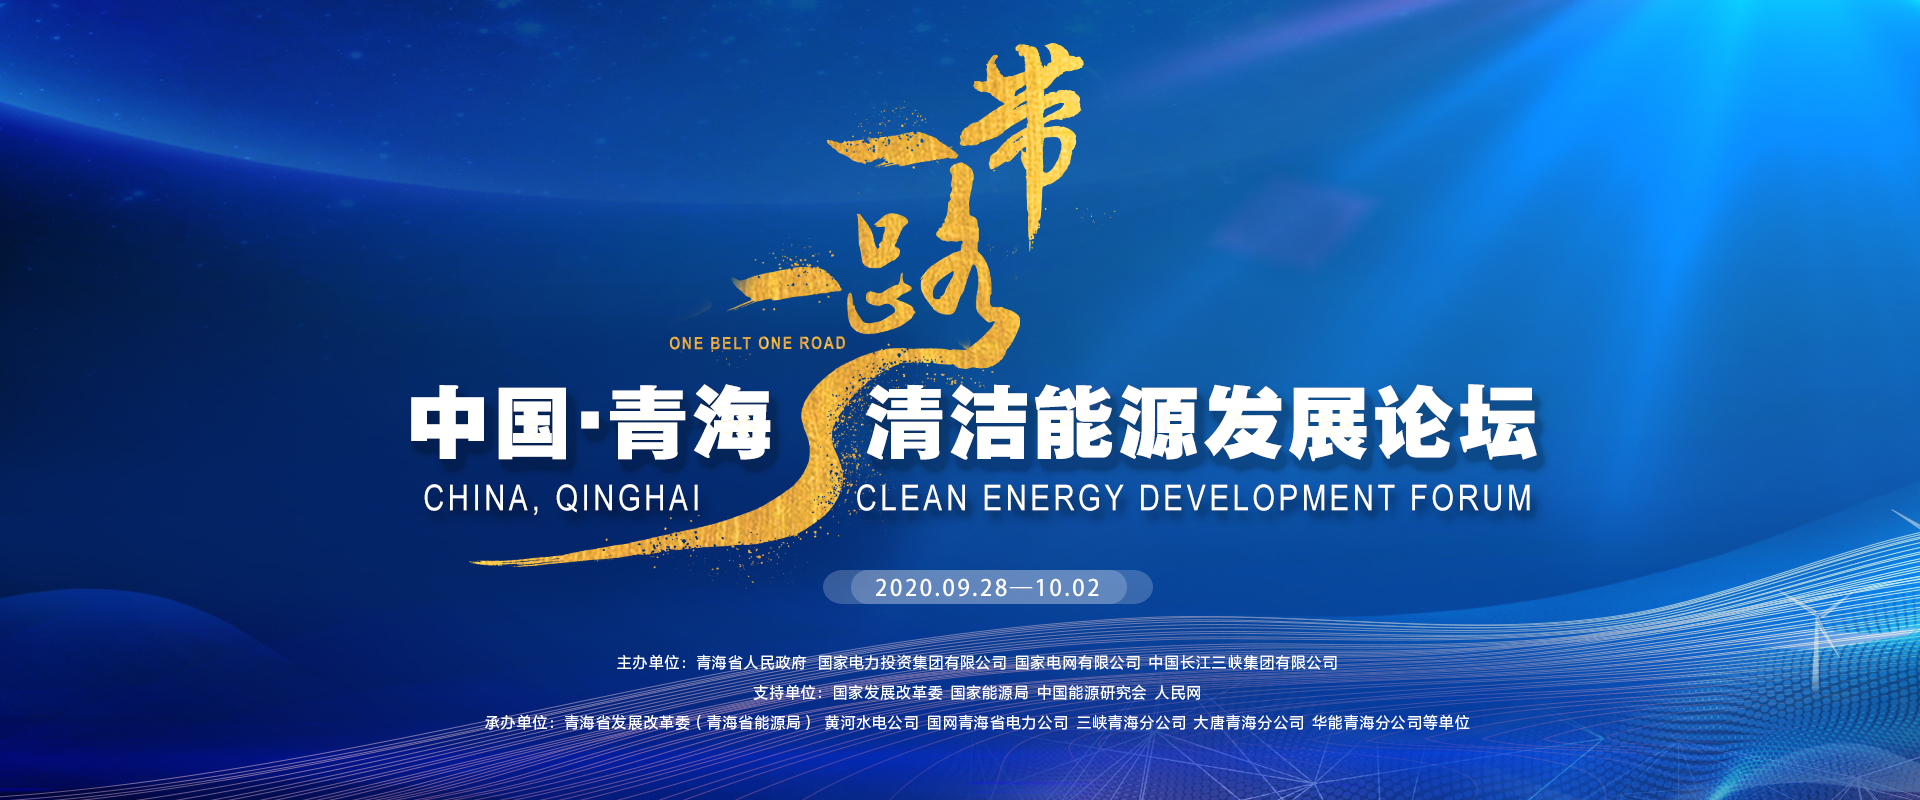 一带
一路
ONE BELT ONE ROAD
中国·青海 清洁能源发展论坛
CHINA, QINGHAI CLEAN ENERGY DEVELOPMENT FORUM
2020.09.28—10.02
主办单位：青海省人民政府 国家电力投资集团有限公司 国家电网有限公司 中国长江三峡集团有限公司
支持单位：国家发展改革委 国家能源局 中国能源研究会 人民网
承办单位：青海省发展改革委（青海省能源局） 黄河水电公司 国网青海省电力公司 三峡青海分公司 大唐青海分公司 华能青海分公司等单位